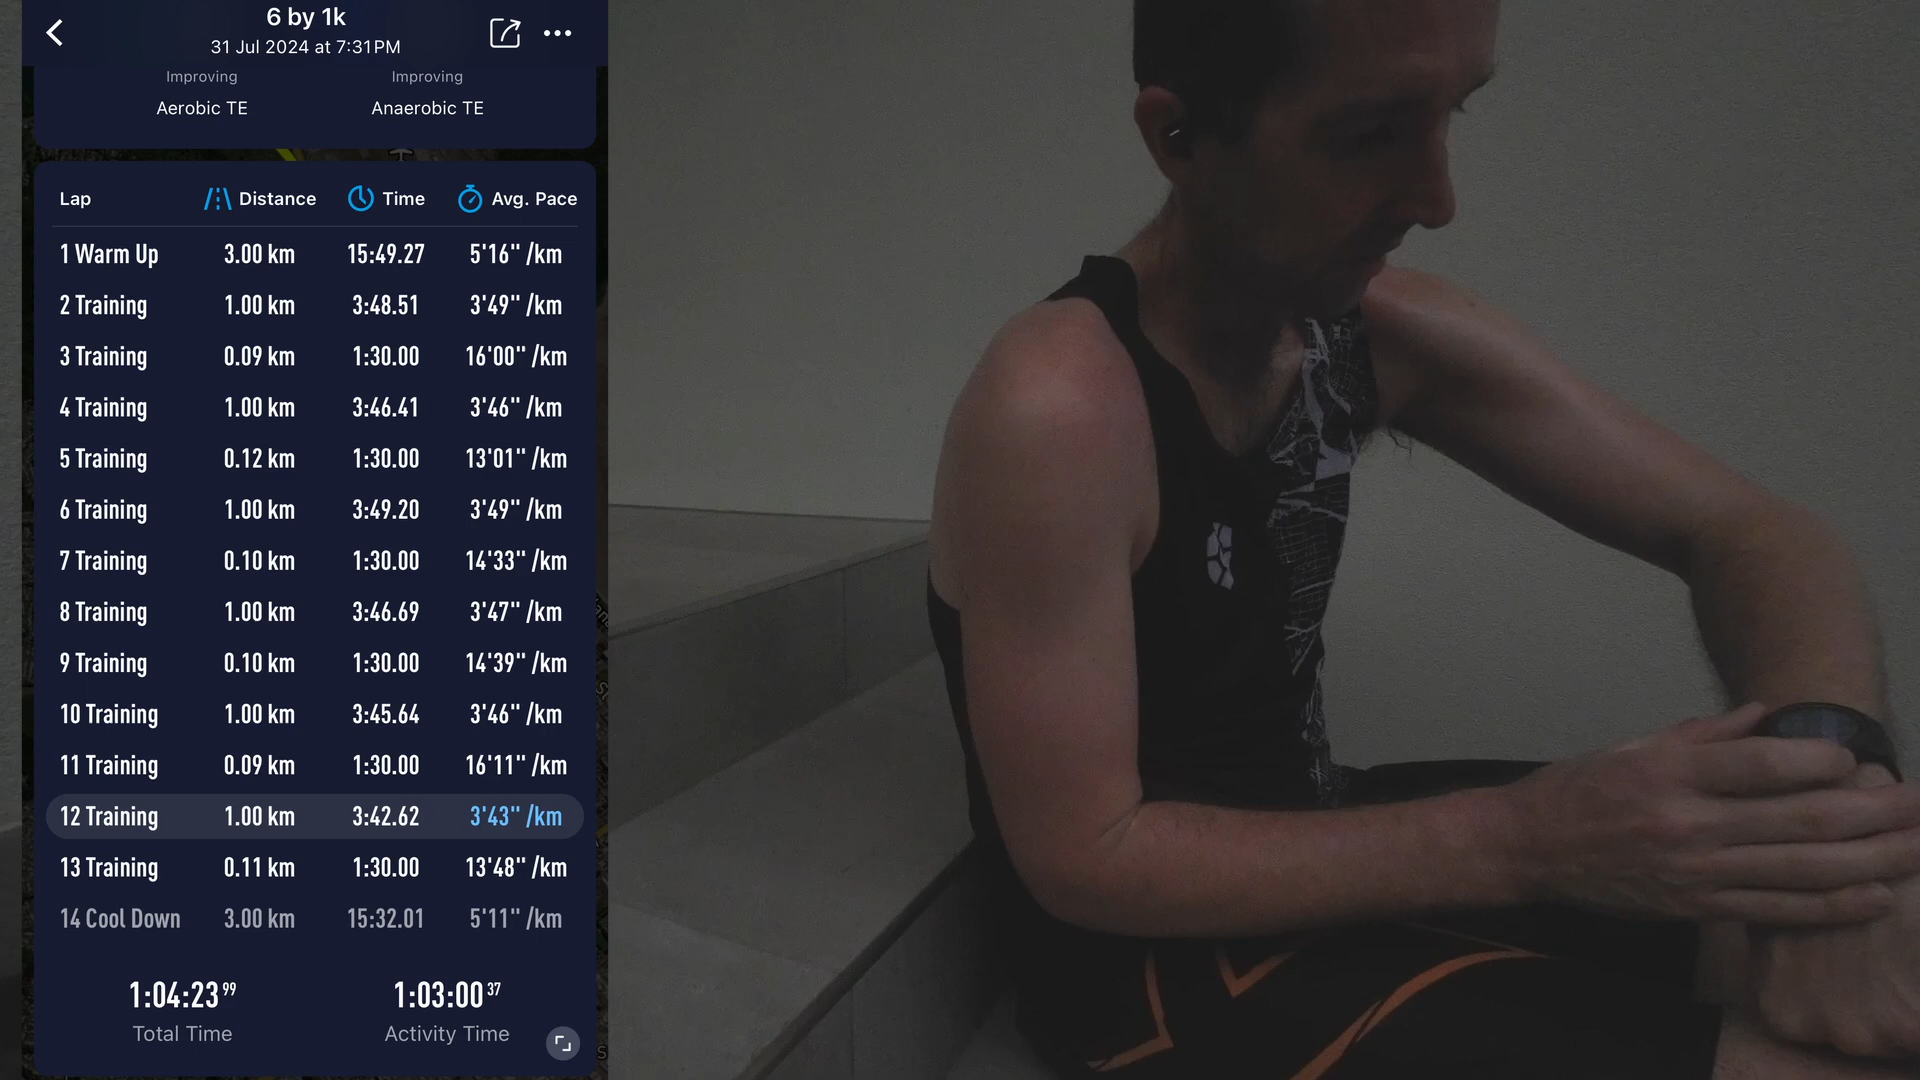 6 by 1k
31 Jul 2024 at 7:31PM
Improving Improving
Aerobic TE Anaerobic TE
Lap Distance Time Avg. Pace
1 Warm Up 3.00 km 15:49.27 5'16" /km
2 Training 1.00 km 3:48.51 3'49" /km
3 Training 0.09 km 1:30.00 16'00" /km
4 Training 1.00 km 3:46.41 3'46" /km
5 Training 0.12 km 1:30.00 13'01" /km
6 Training 1.00 km 3:49.20 3'49" /km
7 Training 0.10 km 1:30.00 14'33" /km
8 Training 1.00 km 3:46.69 3'47" /km
9 Training 0.10 km 1:30.00 14'39" /km
10 Training 1.00 km 3:45.64 3'46" /km
11 Training 0.09 km 1:30.00 16'11" /km
12 Training 1.00 km 3:42.62 3'43" /km
13 Training 0.11 km 1:30.00 13'48" /km
14 Cool Down 3.00 km 15:32.01 5'11" /km
1:04:23 99 1:03:00 37
Total Time Activity Time